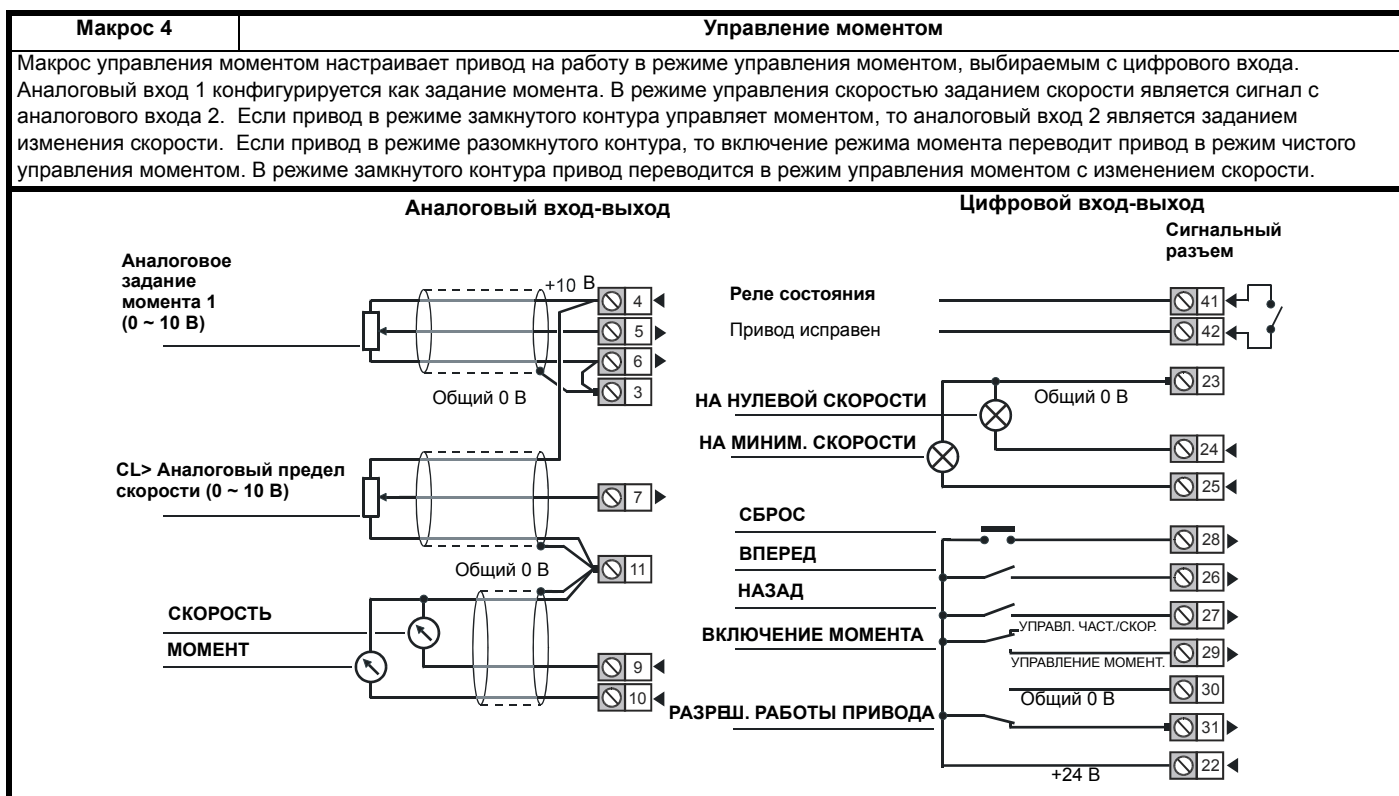 Макрос 4
Управление моментом
Макрос управления моментом настраивает привод на работу в режиме управления моментом, выбираемым с цифрового входа.
Аналоговый вход 1 конфигурируется как задание момента. В режиме управления скоростью заданием скорости является сигнал с
аналогового входа 2. Если привод в режиме замкнутого контура управляет моментом, то аналоговый вход 2 является заданием
изменения скорости. Если привод в режиме разомкнутого контура, то включение режима момента переводит привод в режим чистого
управления моментом. В режиме замкнутого контура привод переводится в режим управления моментом с изменением скорости.
Аналоговый вход-выход
Аналоговое
задание
момента 1
(0 ~ 10 В)
+10 В
4
5
6
3
Общий 0 В
CL> Аналоговый предел
скорости (0 ~ 10 В)
7
Общий 0 В
11
СКОРОСТЬ
МОМЕНТ
9
10
Цифровой вход-выход
Сигнальный
разъем
Реле состояния
41
Привод исправен
42
23
НА НУЛЕВОЙ СКОРОСТИ
Общий 0 В
НА МИНИМ. СКОРОСТИ
24
25
СБРОС
28
ВПЕРЕД
26
НАЗАД
27
УПРАВЛ. ЧАСТ./СКОР.
ВКЛЮЧЕНИЕ МОМЕНТА
29
УПРАВЛЕНИЕ МОМЕНТ.
30
Общий 0 В
РАЗРЕШ. РАБОТЫ ПРИВОДА
31
22
+24 В